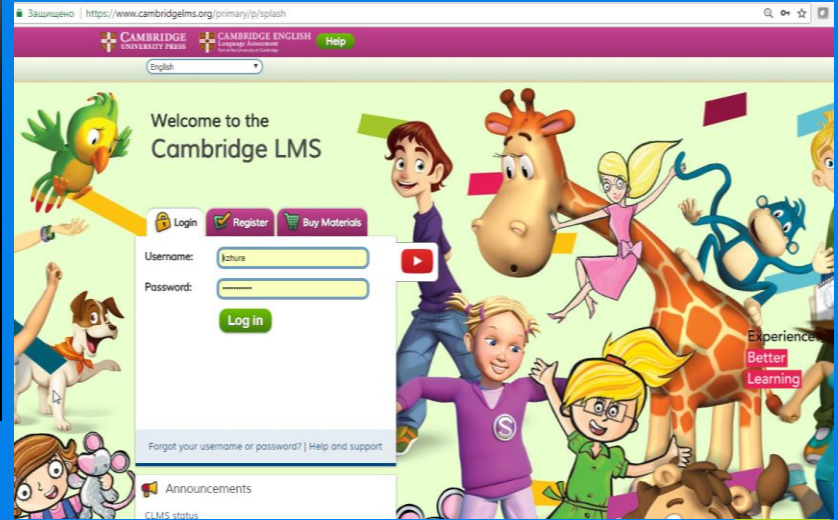 Защищено | https://www.cambridgelms.org/primary/p/splash
CAMBRIDGE
UNIVERSITY PRESS
CAMBRIDGE ENGLISH
Language Assessment
Part of the University of Cambridge
Help
English
Welcome to the
Cambridge LMS
Login
Register
Buy Materials
Username:
kzhura
Password:
Log in
Experience
Better
Learning
S
Forgot your username or password? | Help and support
Announcements
CLMS status